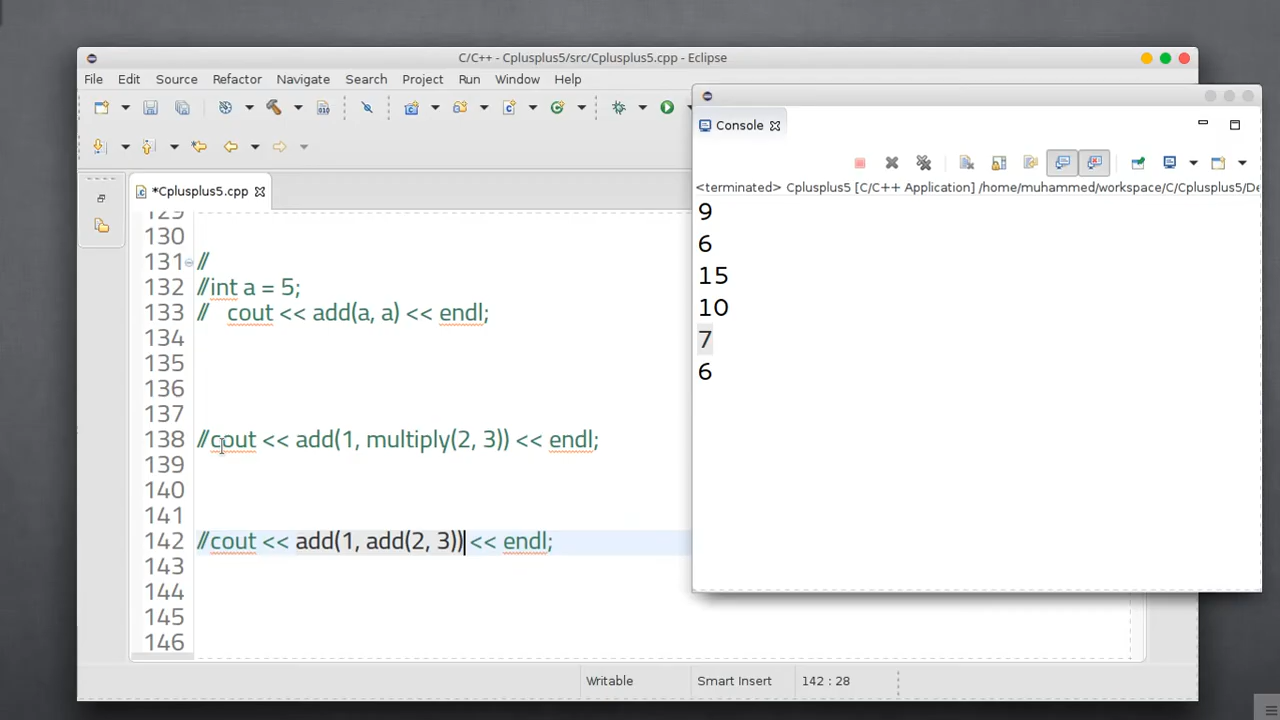 C/C++ - Cplusplus5/src/Cplusplus5.cpp - Eclipse
File Edit Source Refactor Navigate Search Project Run Window Help
*Cplusplus5.cpp
129
130
131 //
132 //int a = 5;
133 // cout << add(a, a) << endl;
134
135
136
137
138 //cout << add(1, multiply(2, 3)) << endl;
139
140
141
142 //cout << add(1, add(2, 3)) << endl;
143
144
145
146
Writable Smart Insert 142 : 28
Console
<terminated> Cplusplus5 [C/C++ Application] /home/muhammed/workspace/C/Cplusplus5/De
9
6
15
10
7
6